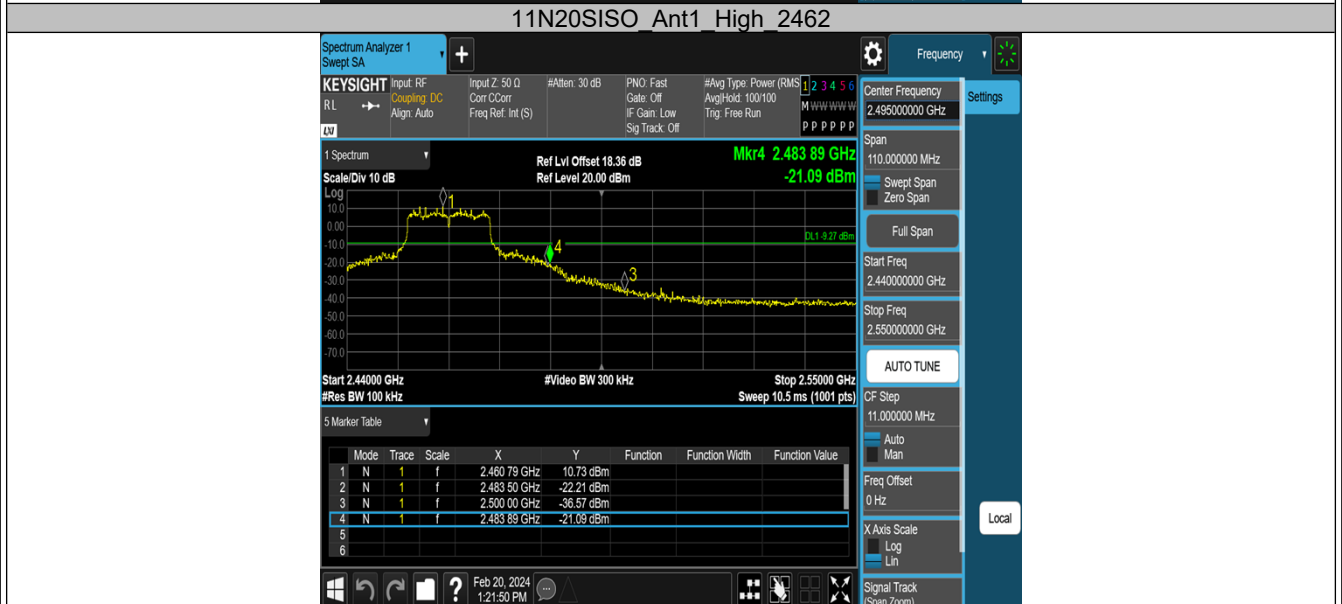 11N20SISO_Ant1_High_2462
Spectrum Analyzer 1
Swept SA
+
Frequency
KEYSIGHT
RL
LXI
Input: RF
Coupling: DC
Align: Auto
Input Z: 50 Ω
Corr CCorr
Freq Ref: Int (S)
#Atten: 30 dB
PNO: Fast
Gate: Off
IF Gain: Low
Sig Track: Off
#Avg Type: Power (RMS
Avg|Hold: 100/100
Trig: Free Run
1 2 3 4 5 6
M W W W W W
P P P P P P
1 Spectrum
Scale/Div 10 dB
Ref Lvl Offset 18.36 dB
Ref Level 20.00 dBm
Mkr4 2.483 89 GHz
-21.09 dBm
Log
10.0
0.00
-10.0
-20.0
-30.0
-40.0
-50.0
-60.0
-70.0
1
4
3
DL1 -9.27 dBm
Start 2.44000 GHz
#Res BW 100 kHz
#Video BW 300 kHz
Stop 2.55000 GHz
Sweep 10.5 ms (1001 pts)
5 Marker Table
Mode Trace Scale X Y Function Function Width Function Value
1 N 1 f 2.460 79 GHz 10.73 dBm
2 N 1 f 2.483 50 GHz -22.21 dBm
3 N 1 f 2.500 00 GHz -36.57 dBm
4 N 1 f 2.483 89 GHz -21.09 dBm
5
6
?
Feb 20, 2024
1:21:50 PM
Center Frequency
2.495000000 GHz
Settings
Span
110.000000 MHz
Swept Span
Zero Span
Full Span
Start Freq
2.440000000 GHz
Stop Freq
2.550000000 GHz
AUTO TUNE
CF Step
11.000000 MHz
Auto
Man
Freq Offset
0 Hz
X Axis Scale
Log
Lin
Local
Signal Track
(Span Zoom)